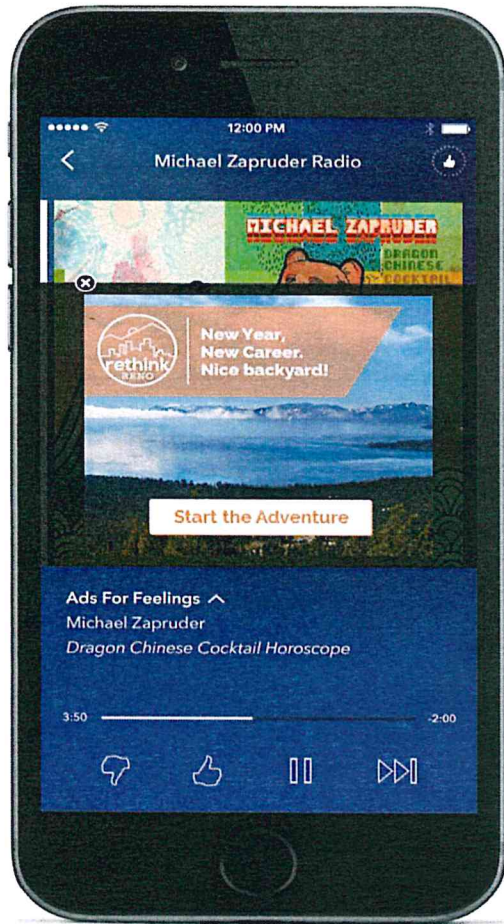 12:00 PM
Michael Zapruder Radio
MICHAEL ZAPRUDER
DRAGON
CHINESE
COCKTAIL
rethink
RENO
New Year,
New Career.
Nice backyard!
Start the Adventure
Ads For Feelings
Michael Zapruder
Dragon Chinese Cocktail Horoscope
3:50
-2:00